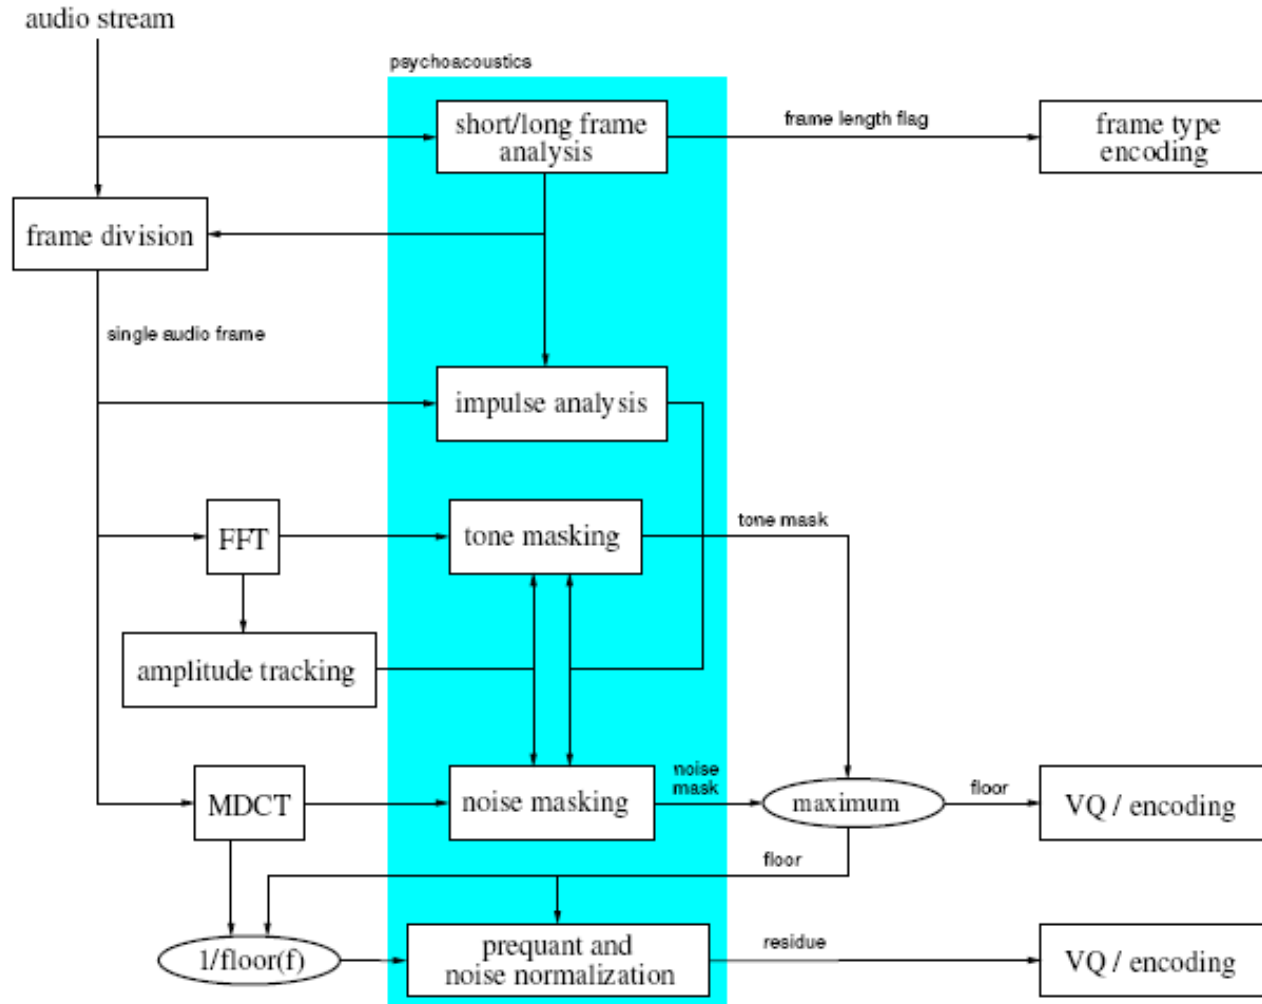 audio stream
psychoacoustics
short/long frame
analysis
frame length flag
frame type
encoding
frame division
single audio frame
impulse analysis
FFT
tone masking
tone mask
amplitude tracking
MDCT
noise masking
noise
mask
maximum
floor
VQ / encoding
floor
1/floor(f)
prequant and
noise normalization
residue
VQ / encoding